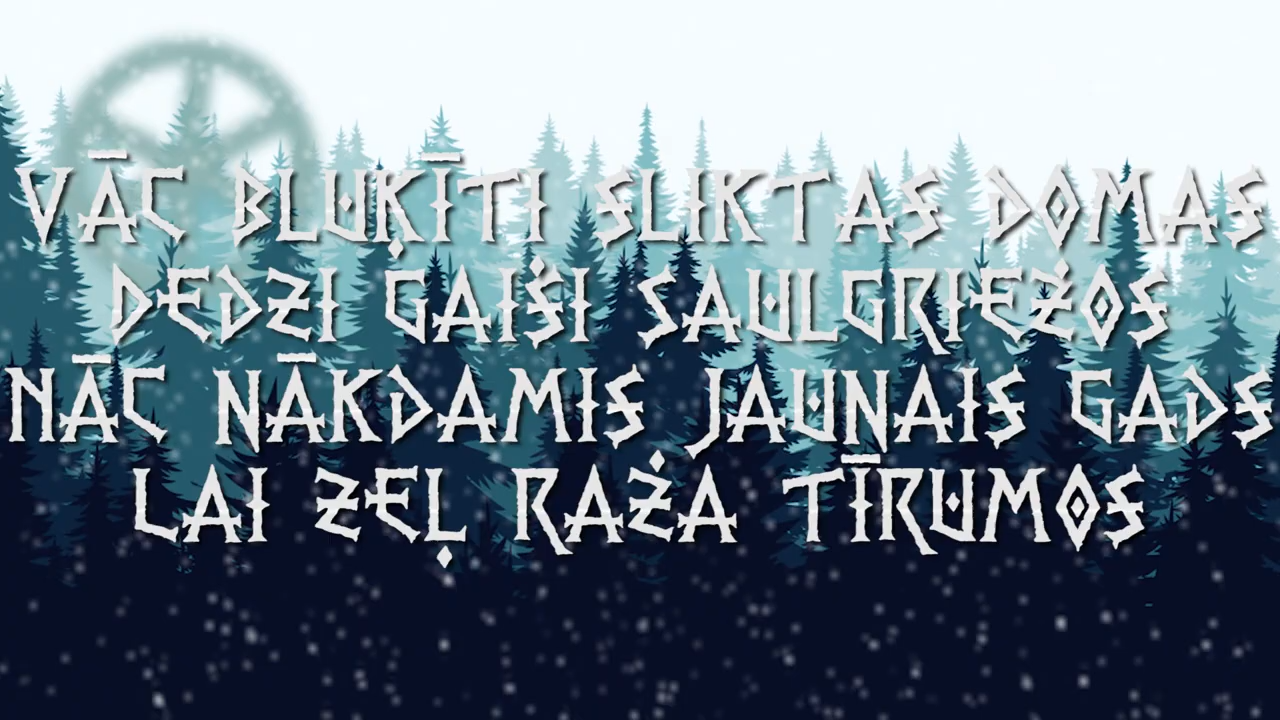 VĀC BLUĶĪTI SLIKTAS DOMAS
DEDZI GAIŠI SAULGRIEŽOS
NĀC NĀKDAMIS JAUNAIS GADS
LAI ZEĻ RAŽA TĪRUMOS